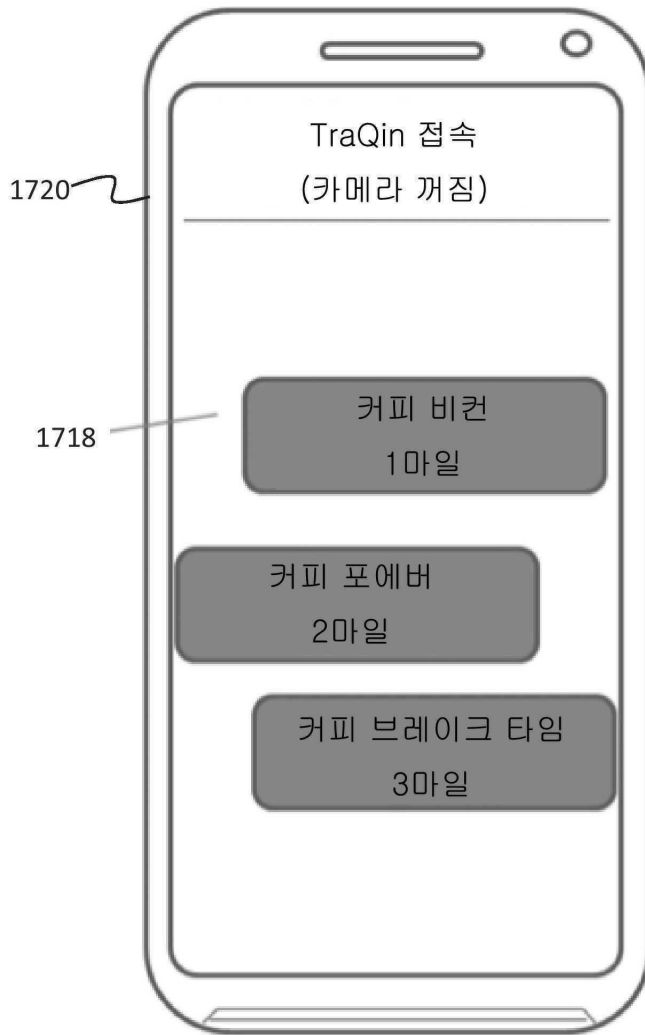 TraQin 접속
(카메라 꺼짐)
1720
커피 비컨
1마일
1718
커피 포에버
2마일
커피 브레이크 타임
3마일